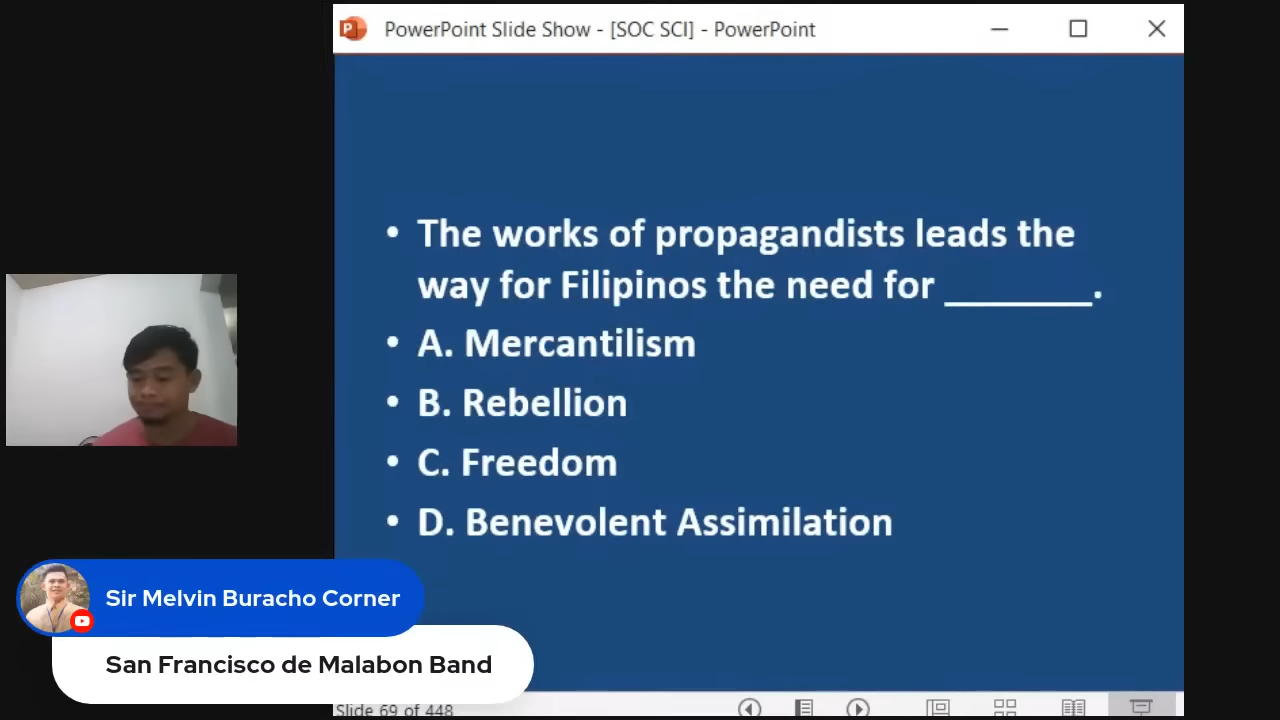 PowerPoint Slide Show - [SOC SCI] - PowerPoint
• The works of propagandists leads the
way for Filipinos the need for _______.
• A. Mercantilism
• B. Rebellion
• C. Freedom
• D. Benevolent Assimilation
Sir Melvin Buracho Corner
San Francisco de Malabon Band
Slide 69 of 448